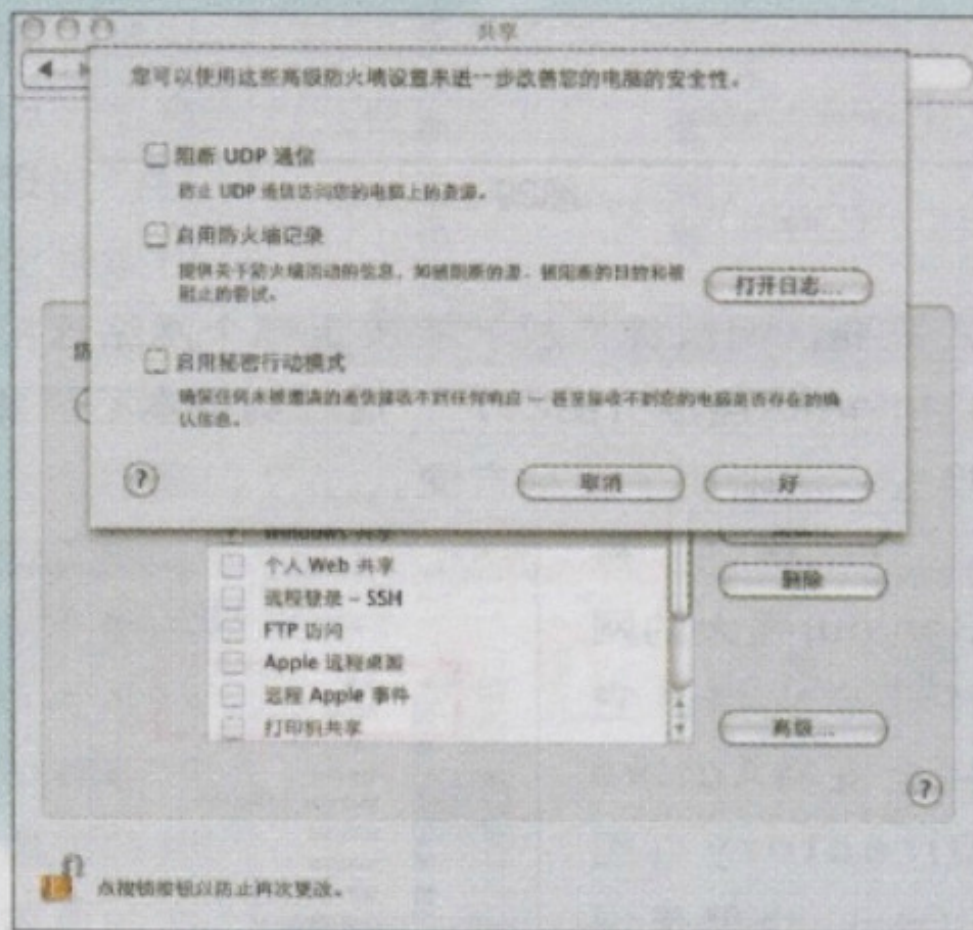 共享
您可以使用这些高级防火墙设置来进一步改善您的电脑的安全性。
阻断 UDP 通信
防止 UDP 通信访问您的电脑上的资源。
启用防火墙记录
提供关于防火墙活动的信息，如被阻断的源、被阻断的目的和被
阻止的尝试。
打开日志...
启用秘密行动模式
确保任何未被邀请的通信接收不到任何响应 — 甚至接收不到您的电脑是否存在的确
认信息。
?
取消
好
Windows 共享
个人 Web 共享
删除
远程登录 – SSH
FTP 访问
Apple 远程桌面
远程 Apple 事件
打印机共享
高级...
?
点按锁按钮以防止再次更改。